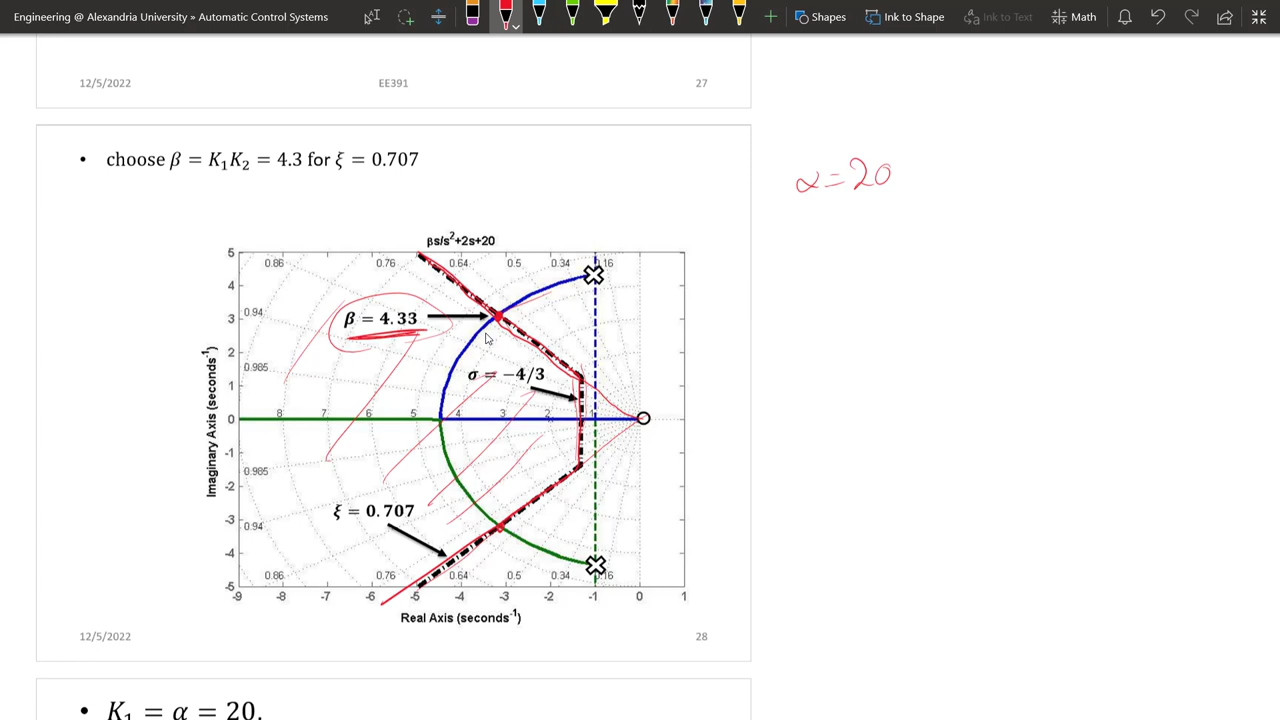 Engineering @ Alexandria University » Automatic Control Systems
Shapes
Ink to Shape
Ink to Text
Math
12/5/2022 EE391 27
• choose β = K₁K₂ = 4.3 for ξ = 0.707
α = 20
βs/s²+2s+20
5 0.86 0.76 0.64 0.5 0.34 0.16
4
0.94 β = 4.33
3
2
0.985 σ = −4/3
1
0 8 7 6 5 4 3 2 1
-1
0.985
-2
ξ = 0.707
-3
0.94
-4
0.86 0.76 0.64 0.5 0.34 0.16
-5
-9 -8 -7 -6 -5 -4 -3 -2 -1 0 1
Imaginary Axis (seconds⁻¹)
Real Axis (seconds⁻¹)
12/5/2022 28
• K₁ = α = 20.